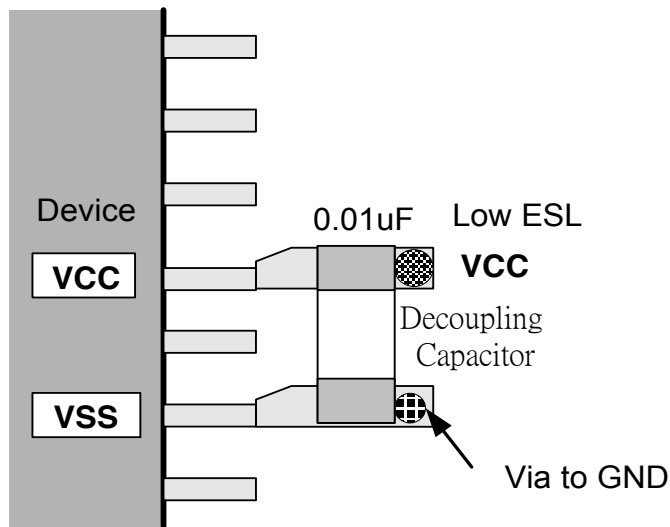 Device
0.01uF
Low ESL
VCC
VCC
Decoupling
Capacitor
VSS
Via to GND